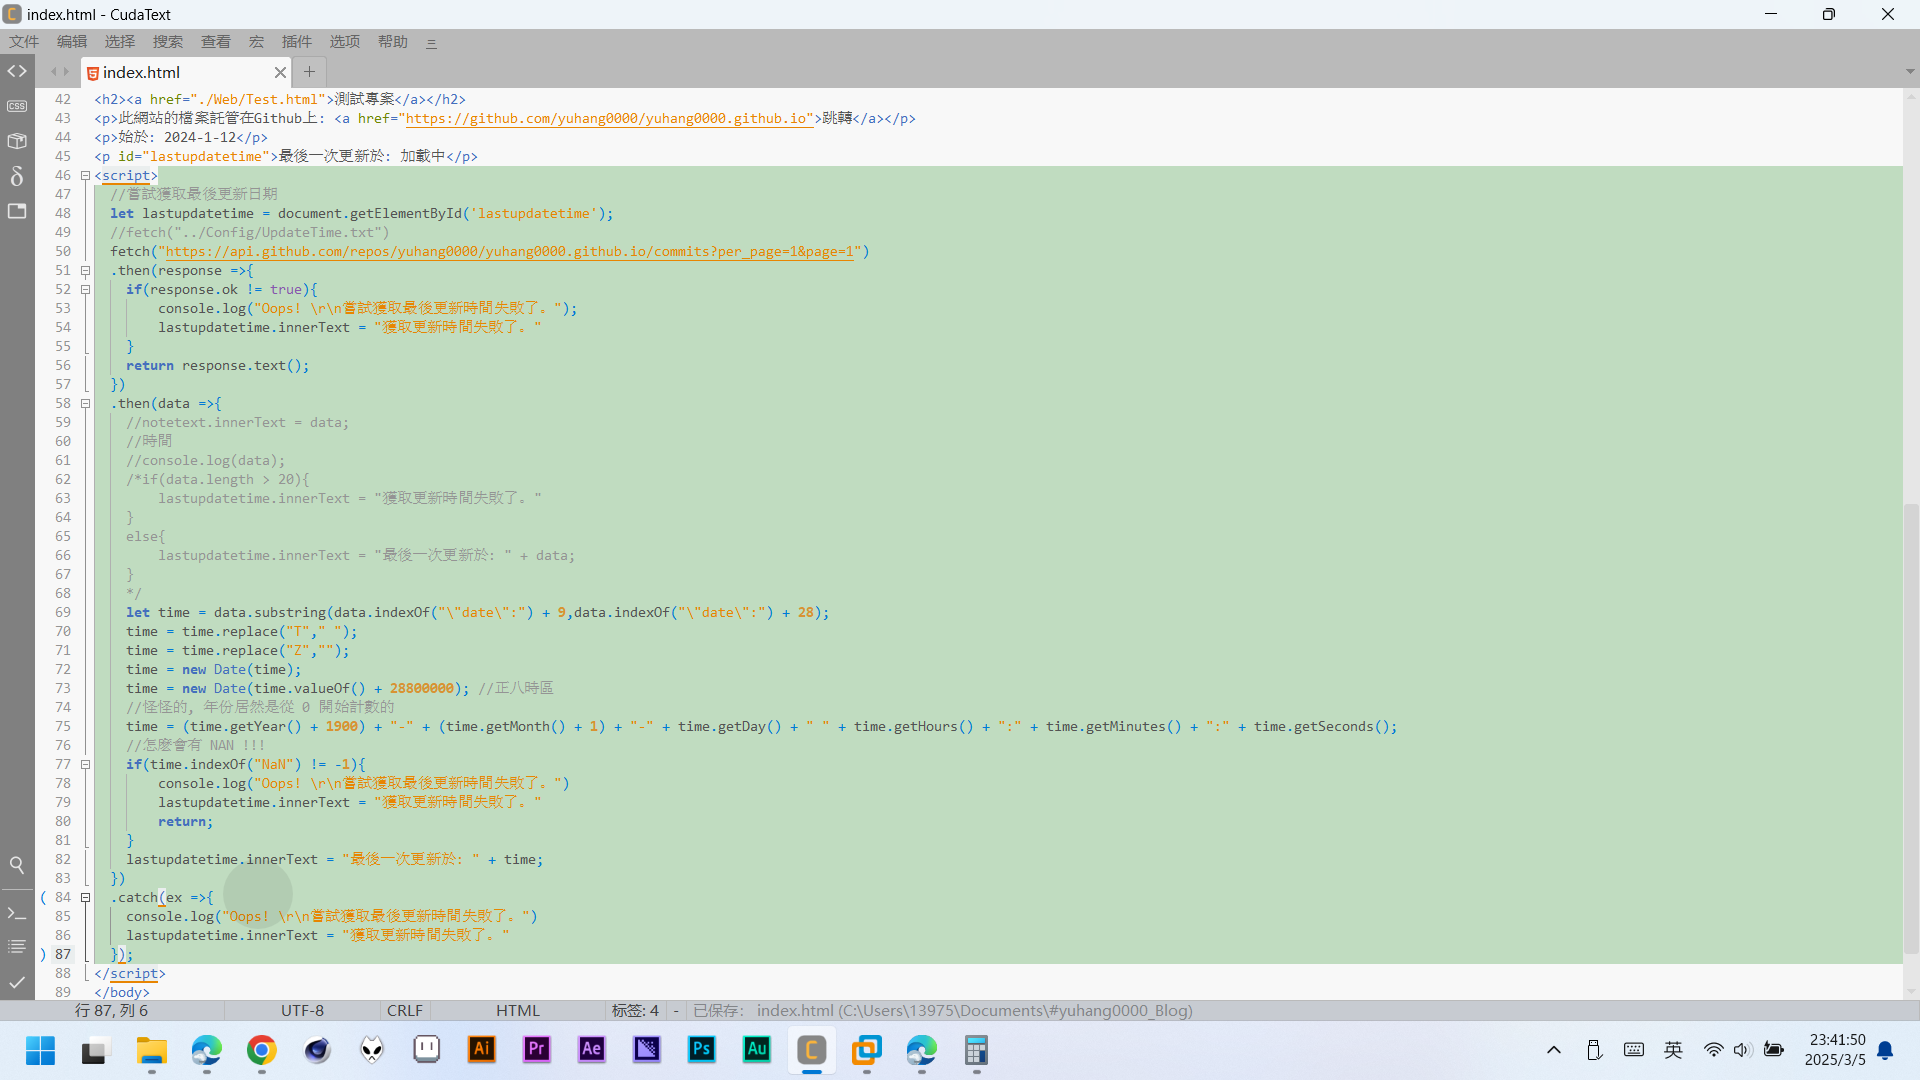 index.html - CudaText
文件 编辑 选择 搜索 查看 宏 插件 选项 帮助
index.html
42 <h2><a href="./Web/Test.html">測試專案</a></h2>
43 <p>此網站的檔案託管在Github上: <a href="https://github.com/yuhang0000/yuhang0000.github.io">跳轉</a></p>
44 <p>始於: 2024-1-12</p>
45 <p id="lastupdatetime">最後一次更新於: 加載中</p>
46 <script>
47 //嘗試獲取最後更新日期
48 let lastupdatetime = document.getElementById('lastupdatetime');
49 //fetch("../Config/UpdateTime.txt")
50 fetch("https://api.github.com/repos/yuhang0000/yuhang0000.github.io/commits?per_page=1&page=1")
51 .then(response =>{
52 if(response.ok != true){
53 console.log("Oops! \r\n嘗試獲取最後更新時間失敗了。");
54 lastupdatetime.innerText = "獲取更新時間失敗了。"
55 }
56 return response.text();
57 })
58 .then(data =>{
59 //notetext.innerText = data;
60 //時間
61 //console.log(data);
62 /*if(data.length > 20){
63 lastupdatetime.innerText = "獲取更新時間失敗了。"
64 }
65 else{
66 lastupdatetime.innerText = "最後一次更新於: " + data;
67 }
68 */
69 let time = data.substring(data.indexOf("\"date\":") + 9,data.indexOf("\"date\":") + 28);
70 time = time.replace("T"," ");
71 time = time.replace("Z","");
72 time = new Date(time);
73 time = new Date(time.valueOf() + 28800000); //正八時區
74 //怪怪的, 年份居然是從 0 開始計數的
75 time = (time.getYear() + 1900) + "-" + (time.getMonth() + 1) + "-" + time.getDay() + " " + time.getHours() + ":" + time.getMinutes() + ":" + time.getSeconds();
76 //怎麼會有 NAN !!!
77 if(time.indexOf("NaN") != -1){
78 console.log("Oops! \r\n嘗試獲取最後更新時間失敗了。")
79 lastupdatetime.innerText = "獲取更新時間失敗了。"
80 return;
81 }
82 lastupdatetime.innerText = "最後一次更新於: " + time;
83 })
( 84 .catch(ex =>{
85 console.log("Oops! \r\n嘗試獲取最後更新時間失敗了。")
86 lastupdatetime.innerText = "獲取更新時間失敗了。"
) 87 });
88 </script>
89 </body>
行 87, 列 6 UTF-8 CRLF HTML 标签: 4 - 已保存: index.html (C:\Users\13975\Documents\#yuhang0000_Blog)
Ai Pr Ae Ps Au C 英 23:41:50
2025/3/5